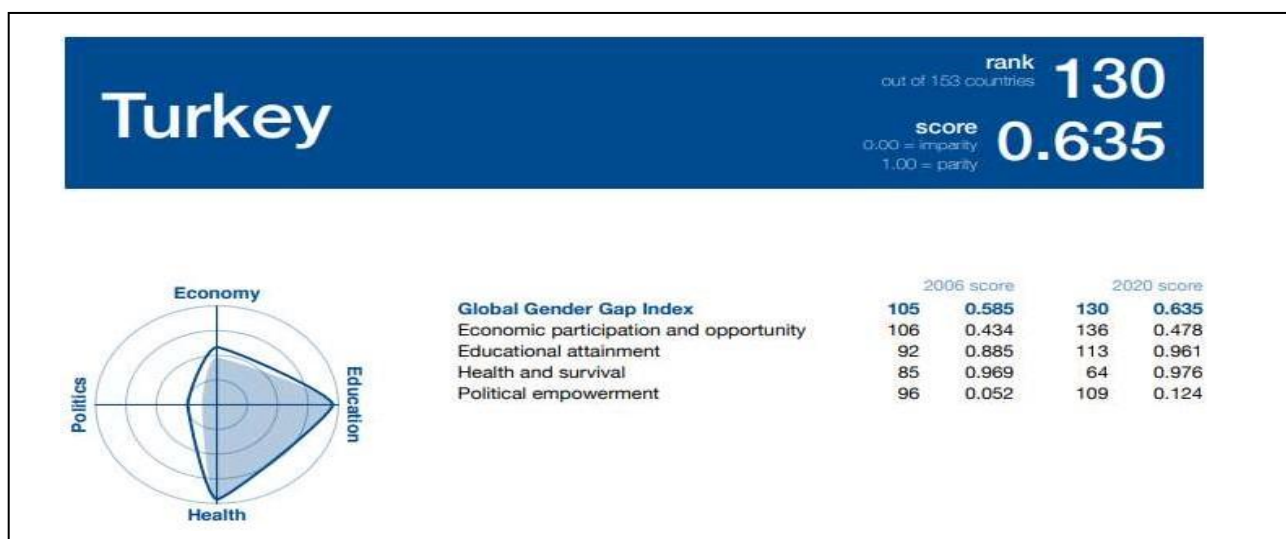 Turkey
rank
out of 153 countries
130
score
0.00 = imparity
1.00 = parity
0.635
Economy
Education
Politics
Health
2006 score 2020 score
Global Gender Gap Index 105 0.585 130 0.635
Economic participation and opportunity 106 0.434 136 0.478
Educational attainment 92 0.885 113 0.961
Health and survival 85 0.969 64 0.976
Political empowerment 96 0.052 109 0.124